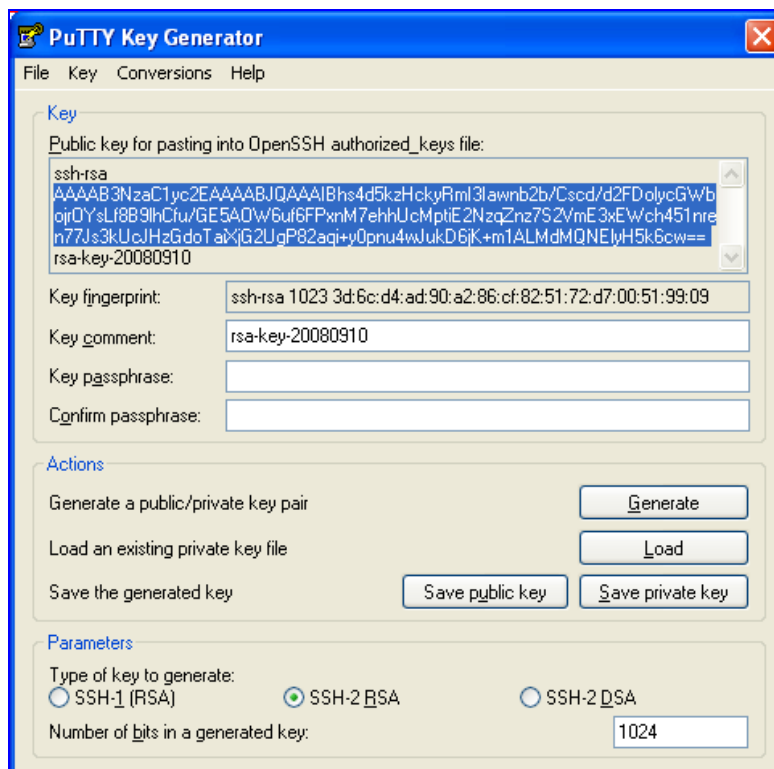 PuTTY Key Generator
File Key Conversions Help
Key
Public key for pasting into OpenSSH authorized_keys file:
ssh-rsa
AAAAB3NzaC1yc2EAAAABJQAAAIBhs4d5kzHckyRml3Iawnb2b/Cscd/d2FDolycGWb
ojrOYsLf8B9lhCfu/GE5AOW6uf6FPxnM7ehhUcMptiE2NzqZnz7S2VmE3xEWch451nre
n77Js3kUcJHzGdoTaXjG2UgP82aqi+y0pnu4wJukD6jK+m1ALMdMQNElyH5k6cw==
rsa-key-20080910
Key fingerprint: ssh-rsa 1023 3d:6c:d4:ad:90:a2:86:cf:82:51:72:d7:00:51:99:09
Key comment: rsa-key-20080910
Key passphrase:
Confirm passphrase:
Actions
Generate a public/private key pair Generate
Load an existing private key file Load
Save the generated key Save public key Save private key
Parameters
Type of key to generate:
SSH-1 (RSA) SSH-2 RSA SSH-2 DSA
Number of bits in a generated key: 1024